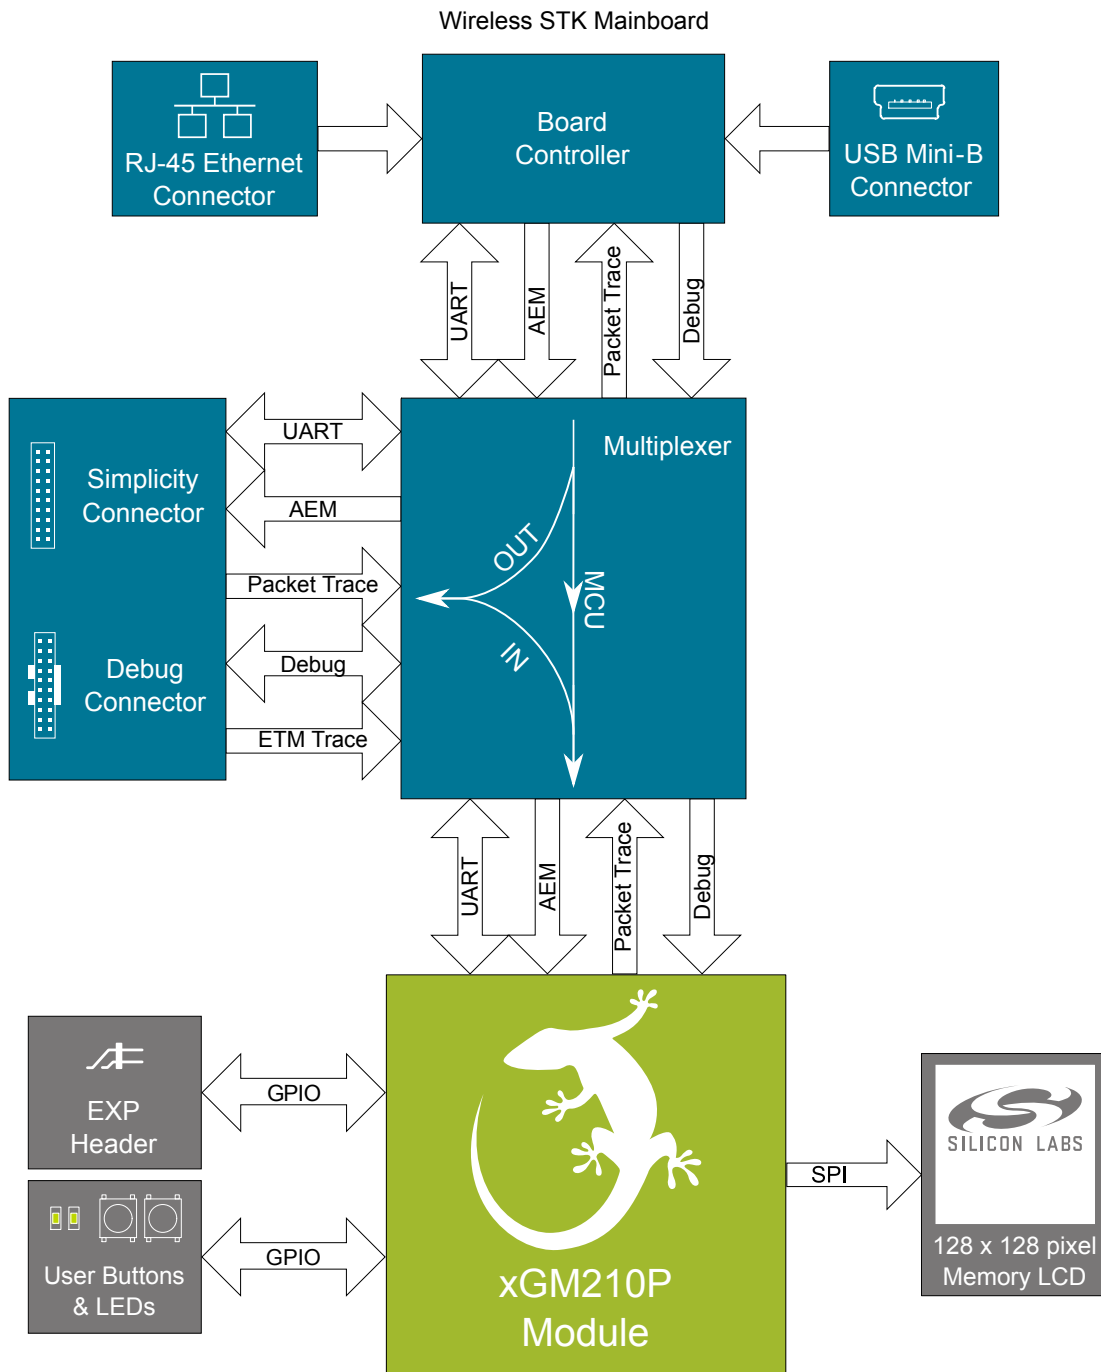 Wireless STK Mainboard
RJ-45 Ethernet
Connector
Board
Controller
USB Mini-B
Connector
UART
AEM
Packet Trace
Debug
Simplicity
Connector
Debug
Connector
UART
AEM
Packet Trace
Debug
ETM Trace
Multiplexer
OUT
MCU
IN
UART
AEM
Packet Trace
Debug
EXP
Header
GPIO
User Buttons
& LEDs
GPIO
xGM210P
Module
SPI
SILICON LABS
128 x 128 pixel
Memory LCD